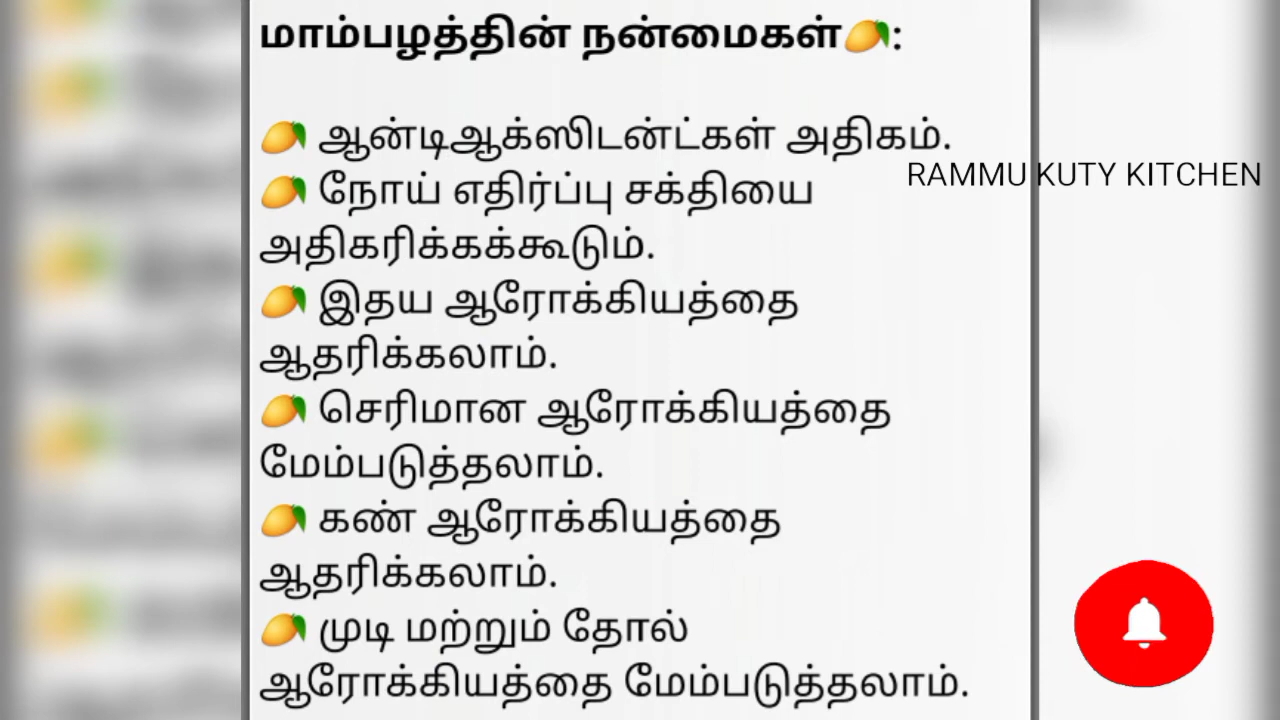 மாம்பழத்தின் நன்மைகள்🥭:
🥭 ஆன்டிஆக்ஸிடன்ட்கள் அதிகம்.
RAMMU KUTY KITCHEN
🥭 நோய் எதிர்ப்பு சக்தியை
அதிகரிக்கக்கூடும்.
🥭 இதய ஆரோக்கியத்தை
ஆதரிக்கலாம்.
🥭 செரிமான ஆரோக்கியத்தை
மேம்படுத்தலாம்.
🥭 கண் ஆரோக்கியத்தை
ஆதரிக்கலாம்.
🥭 முடி மற்றும் தோல்
ஆரோக்கியத்தை மேம்படுத்தலாம்.